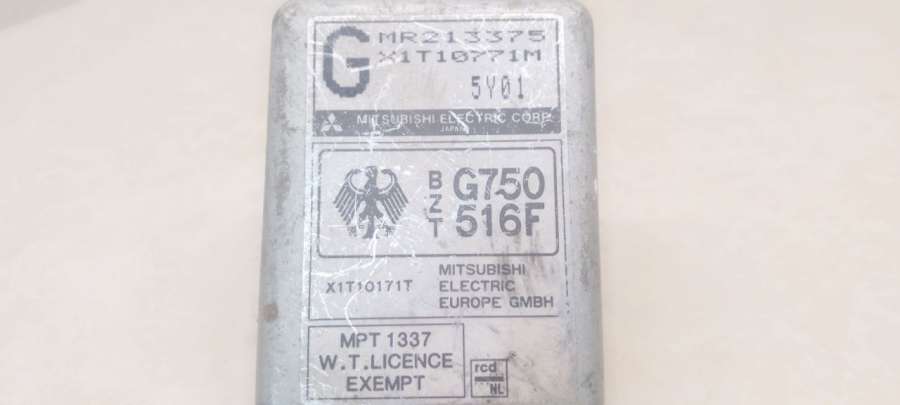 G
MR213375
X1T10771M
5Y01
MITSUBISHI ELECTRIC CORP.
JAPAN
BZT
G750
516F
X1T10171T
MITSUBISHI
ELECTRIC
EUROPE GMBH
MPT 1337
W.T.LICENCE
EXEMPT
rcd
NL